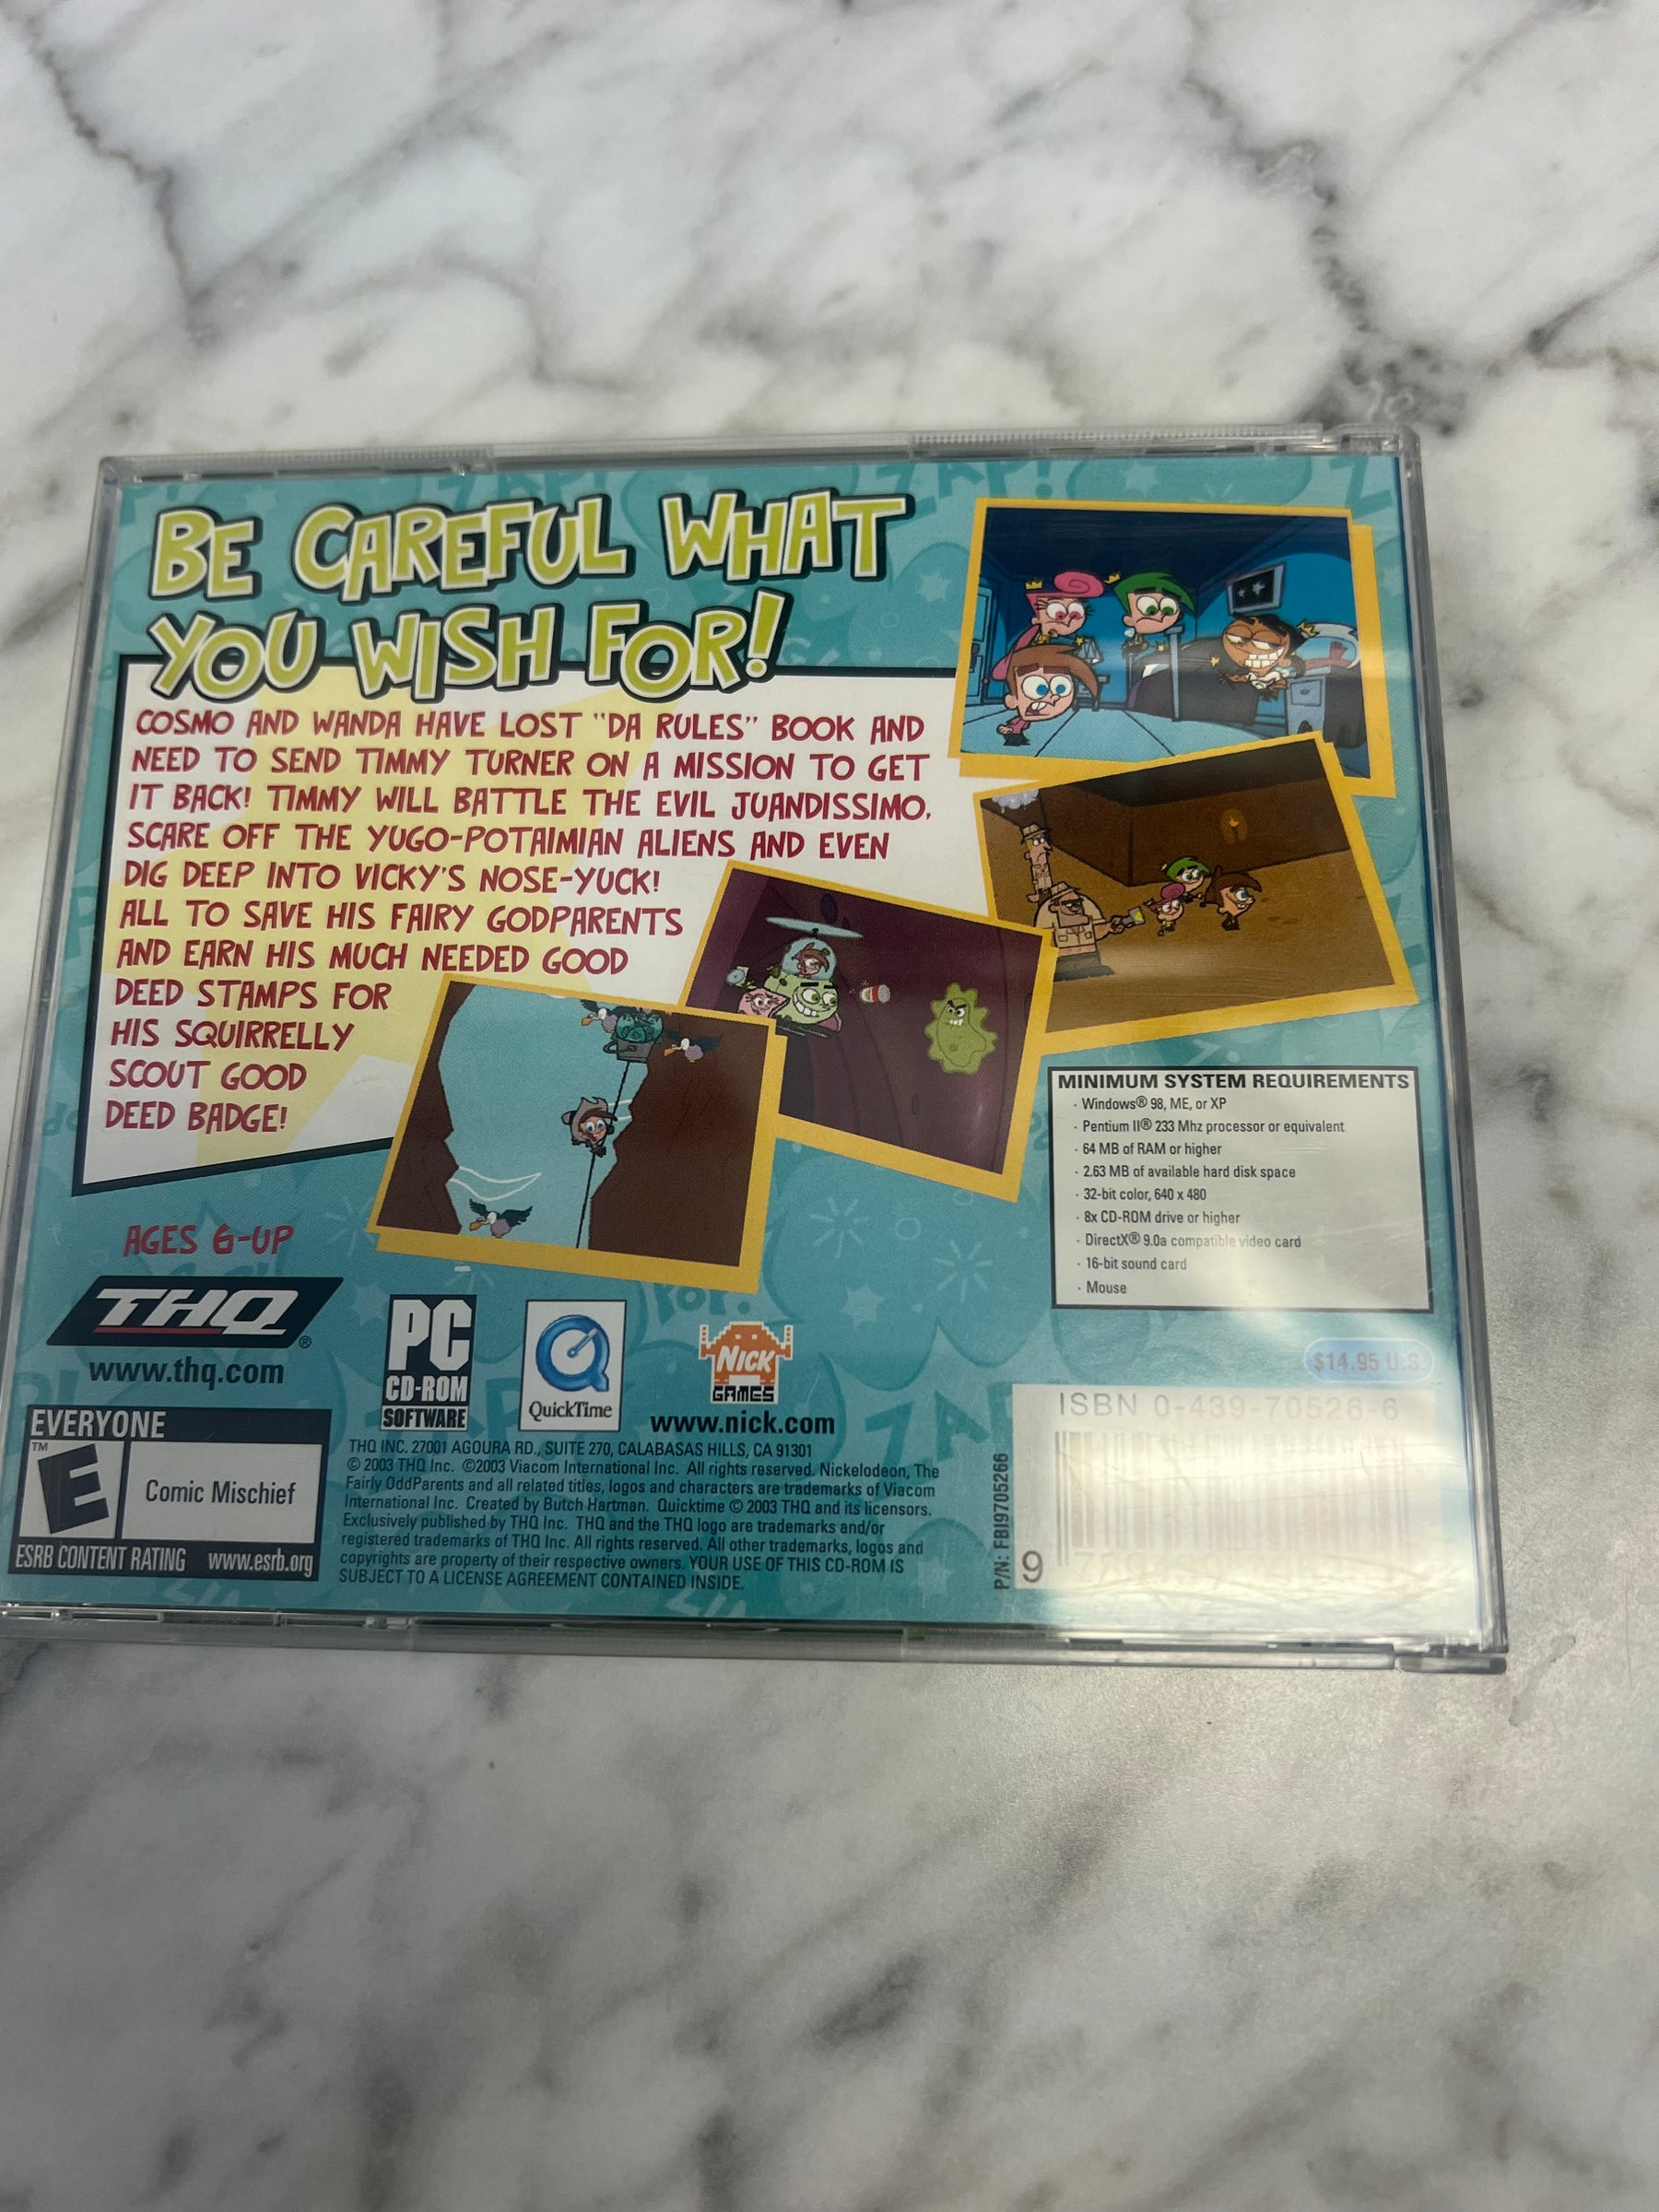 BE CAREFUL WHAT
YOU WISH FOR!
COSMO AND WANDA HAVE LOST "DA RULES" BOOK AND
NEED TO SEND TIMMY TURNER ON A MISSION TO GET
IT BACK! TIMMY WILL BATTLE THE EVIL JUANDISSIMO,
SCARE OFF THE YUGO-POTAIMIAN ALIENS AND EVEN
DIG DEEP INTO VICKY'S NOSE-YUCK!
ALL TO SAVE HIS FAIRY GODPARENTS
AND EARN HIS MUCH NEEDED GOOD
DEED STAMPS FOR
HIS SQUIRRELLY
SCOUT GOOD
DEED BADGE!
MINIMUM SYSTEM REQUIREMENTS
· Windows® 98, ME, or XP
· Pentium II® 233 Mhz processor or equivalent
· 64 MB of RAM or higher
· 2.63 MB of available hard disk space
· 32-bit color, 640 x 480
· 8x CD-ROM drive or higher
· DirectX® 9.0a compatible video card
· 16-bit sound card
· Mouse
AGES 6-UP
THQ®
www.thq.com
PC
CD-ROM
SOFTWARE
QuickTime
NICK
GAMES
www.nick.com
$14.95 U.S.
ISBN 0-439-70526-6
EVERYONE
E™
Comic Mischief
ESRB CONTENT RATING www.esrb.org
THQ INC. 27001 AGOURA RD., SUITE 270, CALABASAS HILLS, CA 91301
© 2003 THQ Inc. ©2003 Viacom International Inc. All rights reserved. Nickelodeon, The
Fairly OddParents and all related titles, logos and characters are trademarks of Viacom
International Inc. Created by Butch Hartman. Quicktime © 2003 THQ and its licensors.
Exclusively published by THQ Inc. THQ and the THQ logo are trademarks and/or
registered trademarks of THQ Inc. All rights reserved. All other trademarks, logos and
copyrights are property of their respective owners. YOUR USE OF THIS CD-ROM IS
SUBJECT TO A LICENSE AGREEMENT CONTAINED INSIDE.
P/N: FBI9705266
9